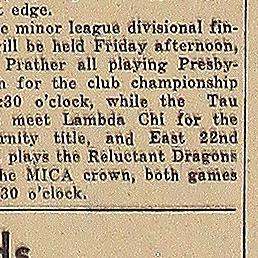 t edge.
c minor league divisional fin-
ill be held Friday afternoon,
Prather all playing Presby-
n for the club championship
:30 o'clock, while the Tau
meet Lambda Chi for the
rnity title, and East 22nd
plays the Reluctant Dragons
he MICA crown, both games
30 o'clock.
ds